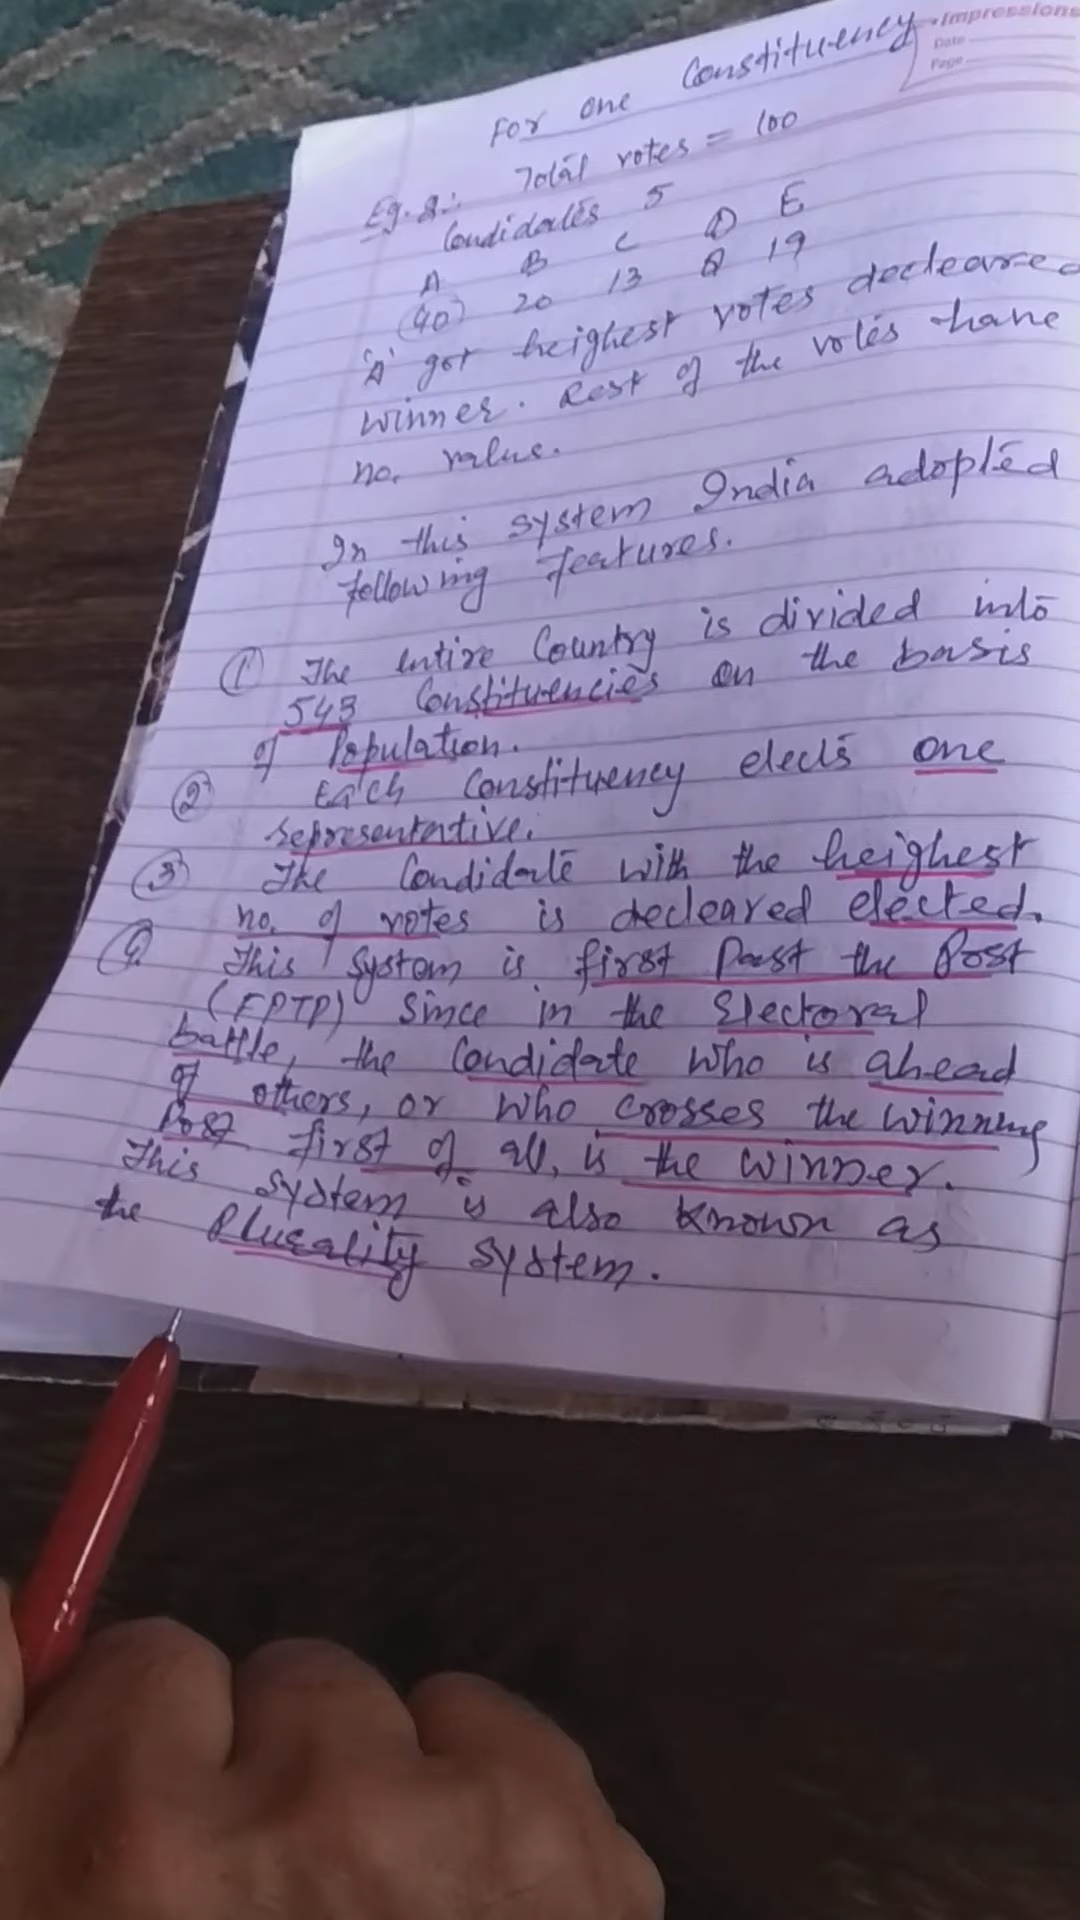 Impressions
Date
Page
For one Constituency
Eg. 2:- Total votes = 100
Candidates 5
A B C D E
40 20 13 8 19
'A' got heighest votes decleared
winner. Rest of the votes have
no. value.
In this system India adopted
following features.
① The entire Country is divided into
543 Constituencies on the basis
of Population.
② Each Constituency elects one
representative.
③ The Candidate with the heighest
no. of votes is decleared elected.
This system is first Past the Post
(FPTP) since in the Electoral
battle, the Candidate who is ahead
of others, or who crosses the winning
Post first of all, is the winner.
This system is also known as
the Plurality system.